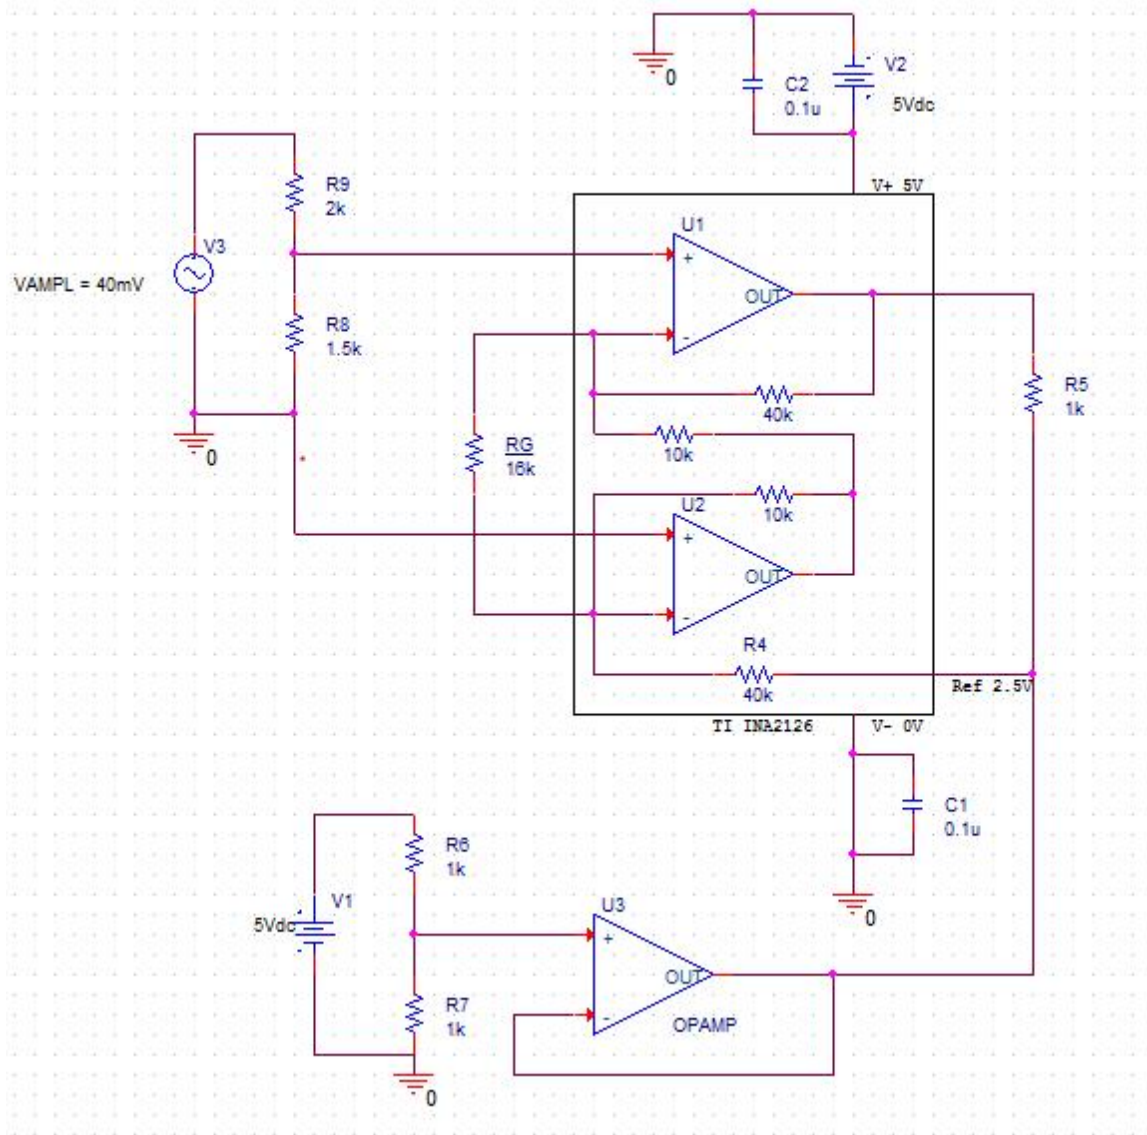 V2
5Vdc
0
C2
0.1u
V+ 5V
R9
2k
V3
VAMPL = 40mV
R8
1.5k
0
U1
+
OUT
-
40k
10k
RG
16k
10k
U2
+
OUT
-
R4
40k
R5
1k
Ref 2.5V
TI INA2126
V- 0V
C1
0.1u
0
R6
1k
V1
5Vdc
R7
1k
0
U3
+
OUT
-
OPAMP